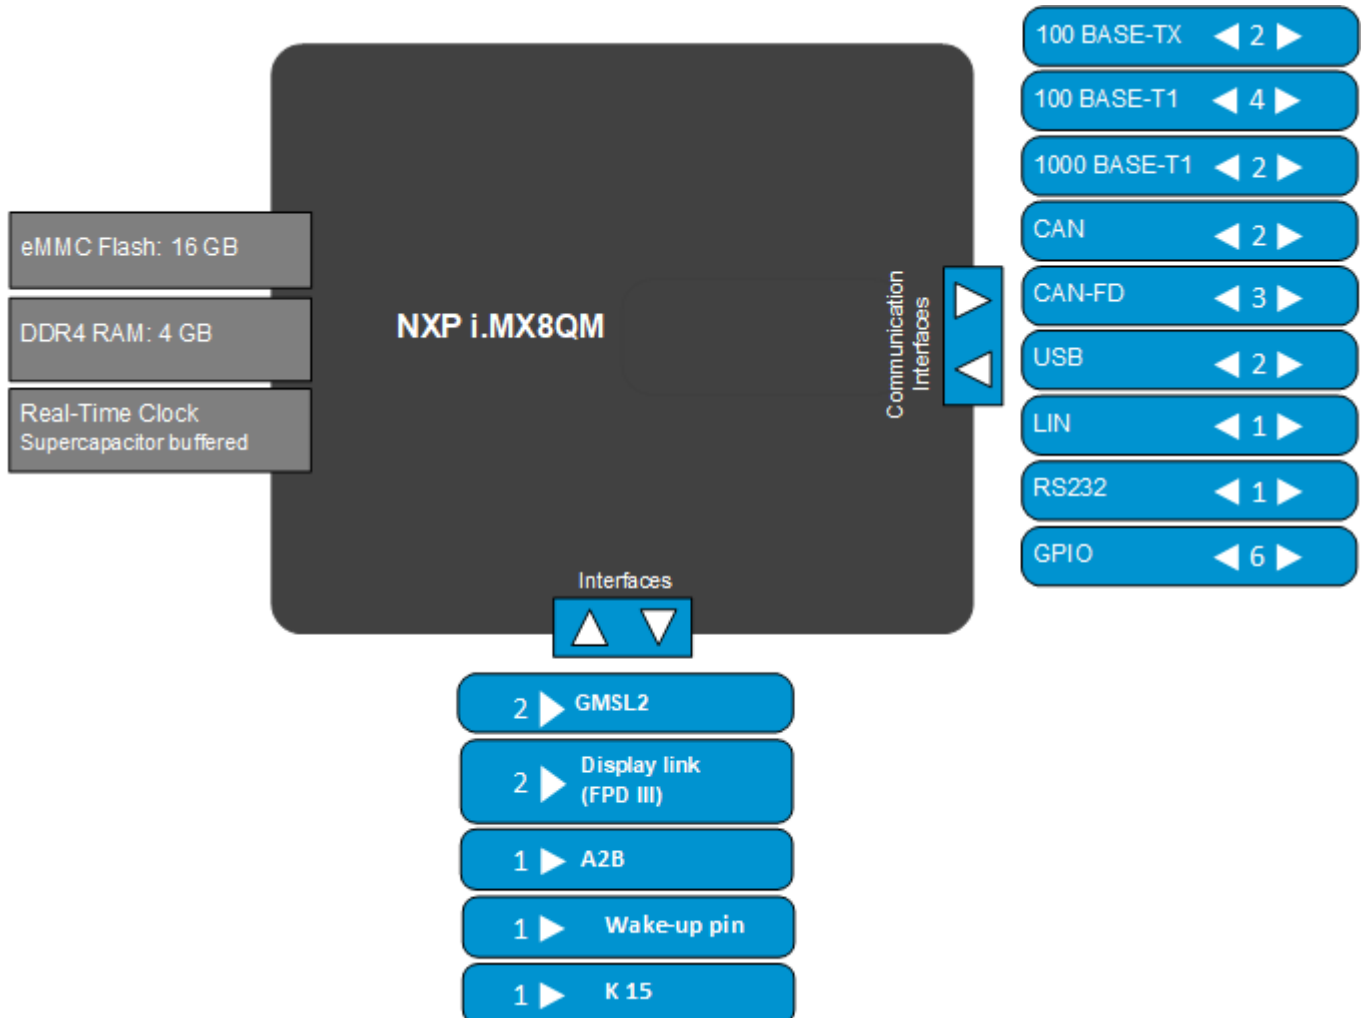 eMMC Flash: 16 GB
DDR4 RAM: 4 GB
Real-Time Clock
Supercapacitor buffered
NXP i.MX8QM
Communication
Interfaces
100 BASE-TX 2
100 BASE-T1 4
1000 BASE-T1 2
CAN 2
CAN-FD 3
USB 2
LIN 1
RS232 1
GPIO 6
Interfaces
2 GMSL2
2 Display link
(FPD III)
1 A2B
1 Wake-up pin
1 K 15